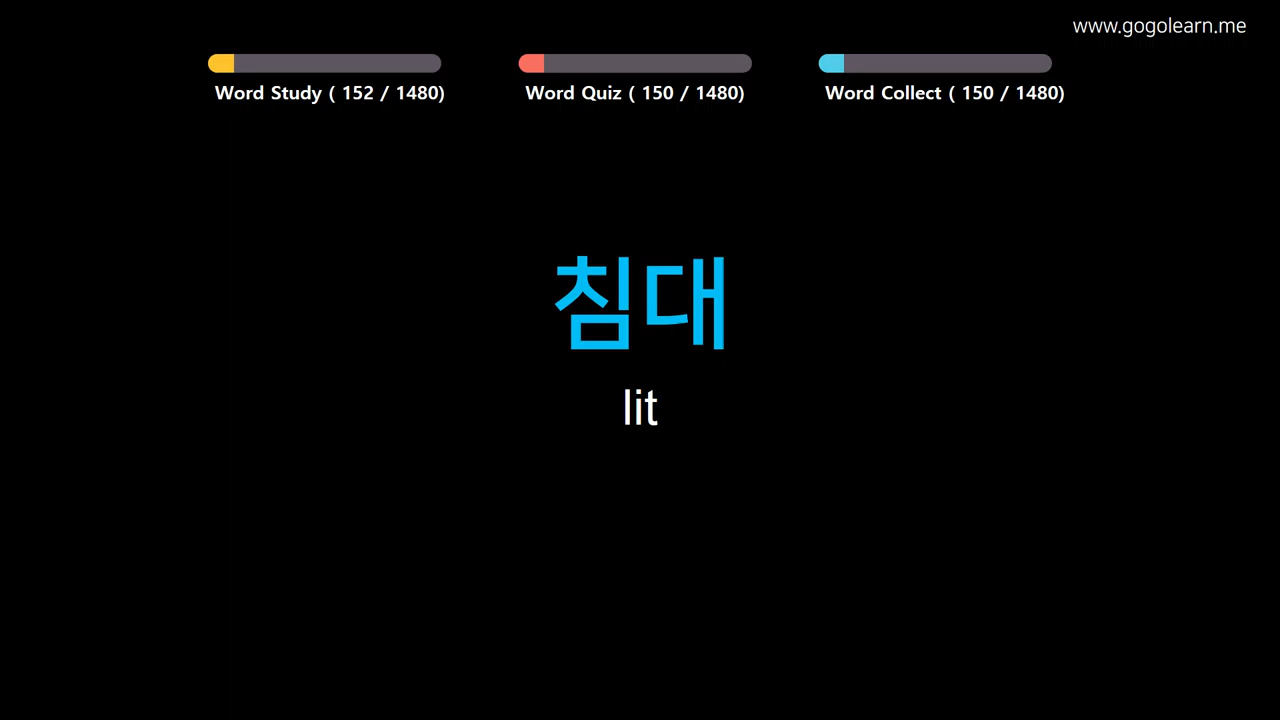 www.gogolearn.me
Word Study ( 152 / 1480)
Word Quiz ( 150 / 1480)
Word Collect ( 150 / 1480)
침대
lit